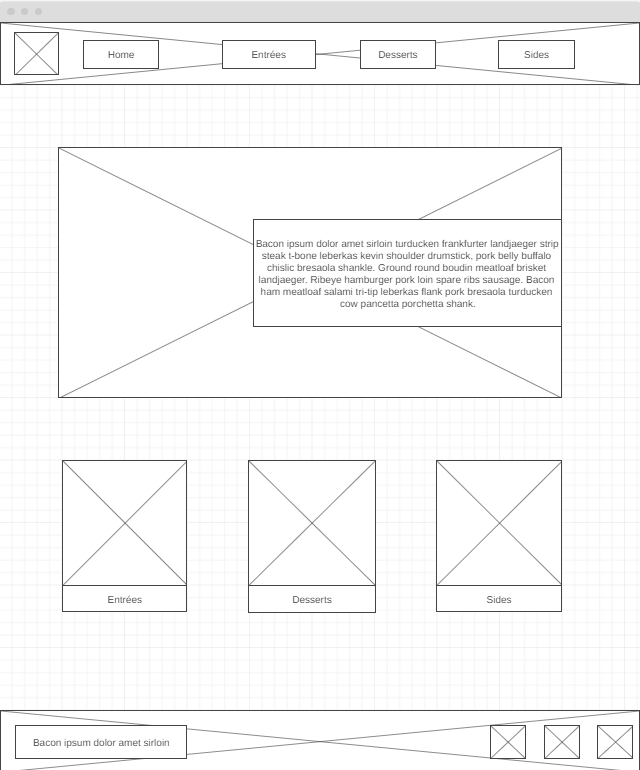 Home
Entrées
Desserts
Sides
Bacon ipsum dolor amet sirloin turducken frankfurter landjaeger strip
steak t-bone leberkas kevin shoulder drumstick, pork belly buffalo
chislic bresaola shankle. Ground round boudin meatloaf brisket
landjaeger. Ribeye hamburger pork loin spare ribs sausage. Bacon
ham meatloaf salami tri-tip leberkas flank pork bresaola turducken
cow pancetta porchetta shank.
Entrées
Desserts
Sides
Bacon ipsum dolor amet sirloin